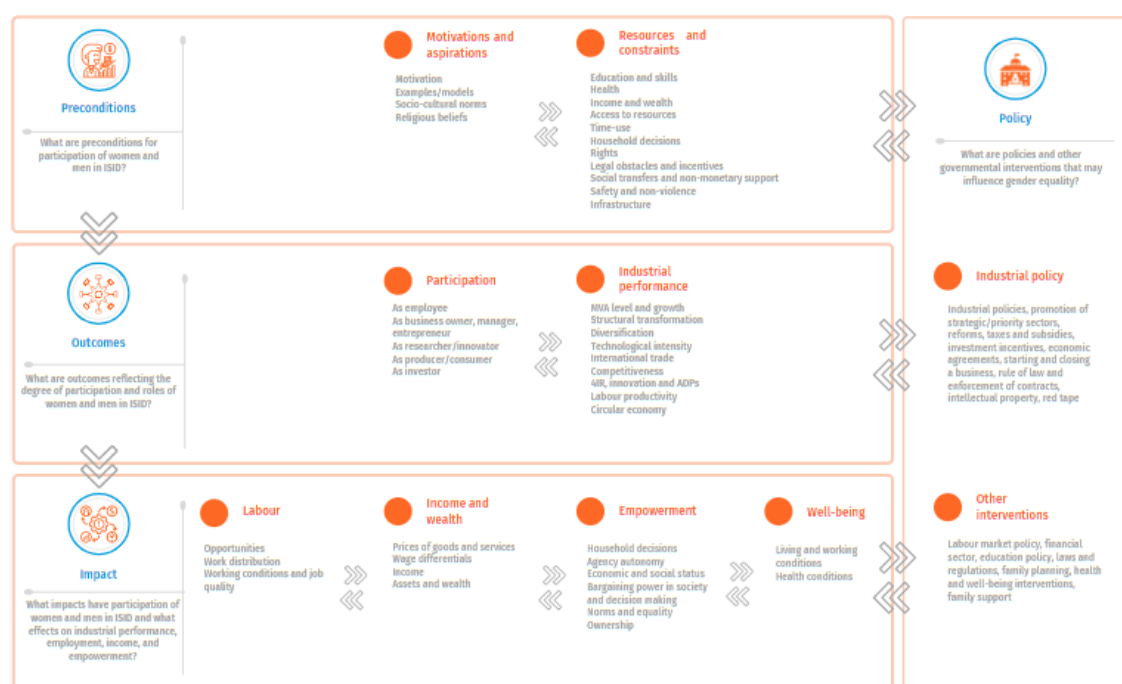 Preconditions
What are preconditions for
participation of women and
men in ISID?
Motivations and
aspirations
Motivation
Examples/models
Socio-cultural norms
Religious beliefs
Resources and
constraints
Education and skills
Health
Income and wealth
Access to resources
Time-use
Household decisions
Rights
Legal obstacles and incentives
Social transfers and non-monetary support
Safety and non-violence
Infrastructure
Policy
What are policies and other
governmental interventions that may
influence gender equality?
Outcomes
What are outcomes reflecting the
degree of participation and roles of
women and men in ISID?
Participation
As employee
As business owner, manager,
entrepreneur
As researcher/innovator
As producer/consumer
As investor
Industrial
performance
MVA level and growth
Structural transformation
Diversification
Technological intensity
International trade
Competitiveness
4IR, innovation and ADPs
Labour productivity
Circular economy
Industrial policy
Industrial policies, promotion of
strategic/priority sectors,
reforms, taxes and subsidies,
investment incentives, economic
agreements, starting and closing
a business, rule of law and
enforcement of contracts,
intellectual property, red tape
Impact
What impacts have participation of
women and men in ISID and what
effects on industrial performance,
employment, income, and
empowerment?
Labour
Opportunities
Work distribution
Working conditions and job
quality
Income and
wealth
Prices of goods and services
Wage differentials
Income
Assets and wealth
Empowerment
Household decisions
Agency autonomy
Economic and social status
Bargaining power in society
and decision making
Norms and equality
Ownership
Well-being
Living and working
conditions
Health conditions
Other
interventions
Labour market policy, financial
sector, education policy, laws and
regulations, family planning, health
and well-being interventions,
family support